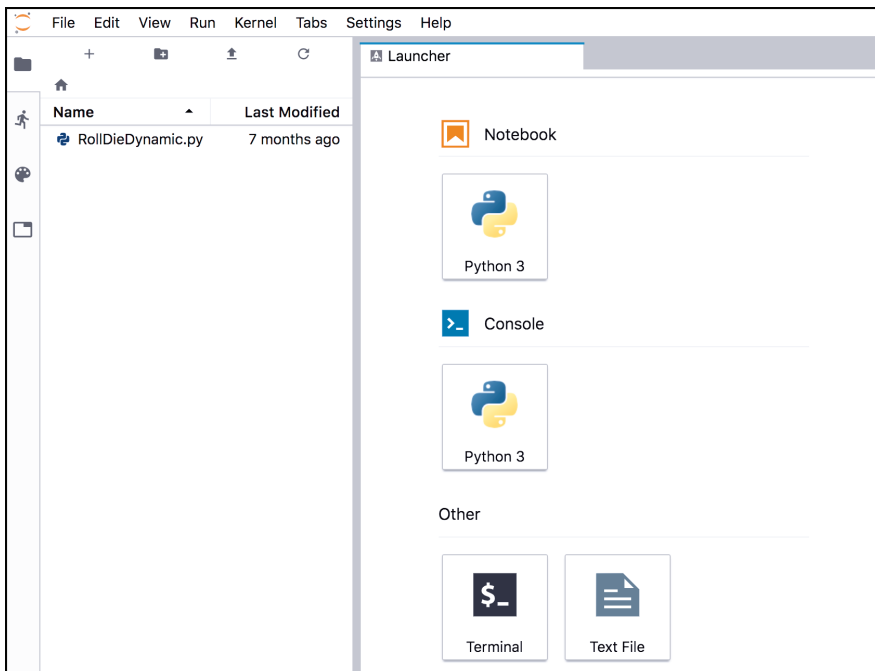 File Edit View Run Kernel Tabs Settings Help
Launcher
Name Last Modified
RollDieDynamic.py 7 months ago
Notebook
Python 3
Console
Python 3
Other
$_
Terminal Text File